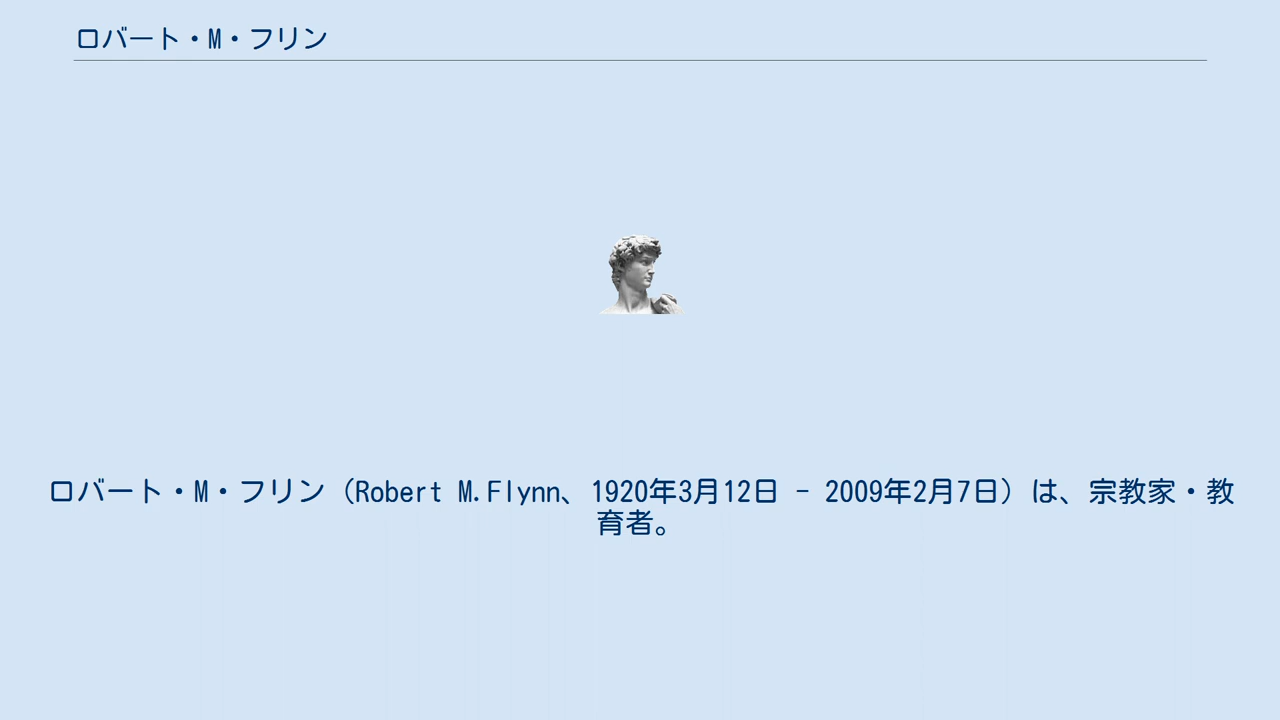 ロバート・M・フリン
ロバート・M・フリン（Robert M.Flynn、1920年3月12日 - 2009年2月7日）は、宗教家・教
育者。